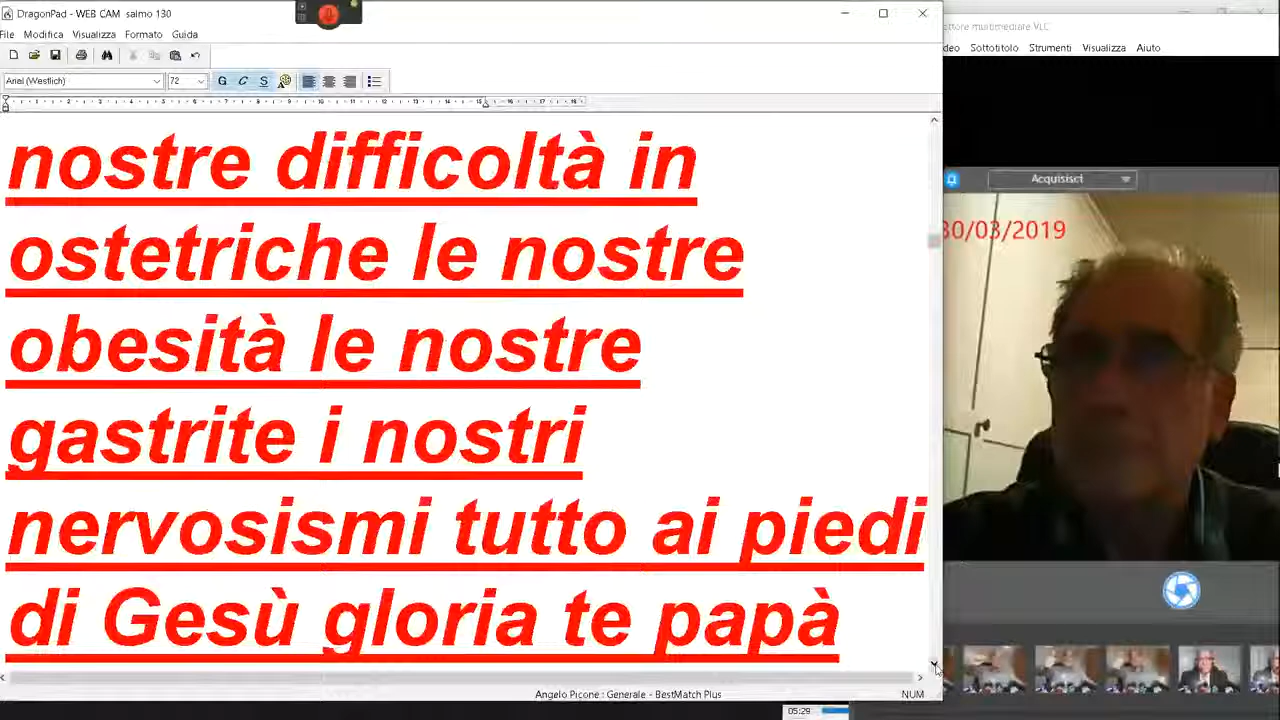 DragonPad - WEB CAM salmo 130
File Modifica Visualizza Formato Guida
Arial (Westlich) 72 G C S
nostre difficoltà in
ostetriche le nostre
obesità le nostre
gastrite i nostri
nervosismi tutto ai piedi
di Gesù gloria te papà
Angelo Picone : Generale - BestMatch Plus
NUM
multimediale VLC
Sottotitolo Strumenti Visualizza Aiuto
Acquisisci
30/03/2019
05:29